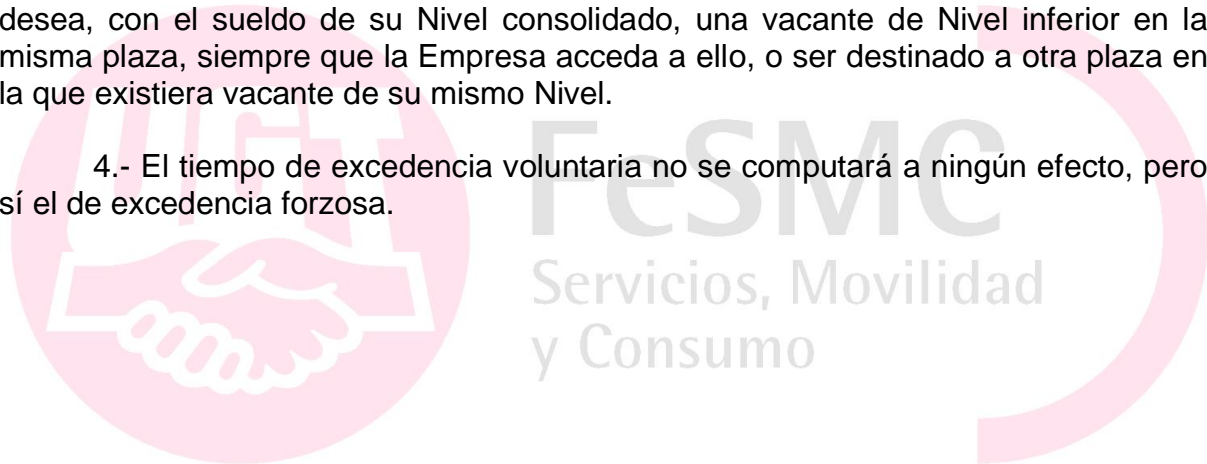 desea, con el sueldo de su Nivel consolidado, una vacante de Nivel inferior en la
misma plaza, siempre que la Empresa acceda a ello, o ser destinado a otra plaza en
la que existiera vacante de su mismo Nivel.
4.- El tiempo de excedencia voluntaria no se computará a ningún efecto, pero
sí el de excedencia forzosa.
UGT
FeSMC
Servicios, Movilidad
y Consumo